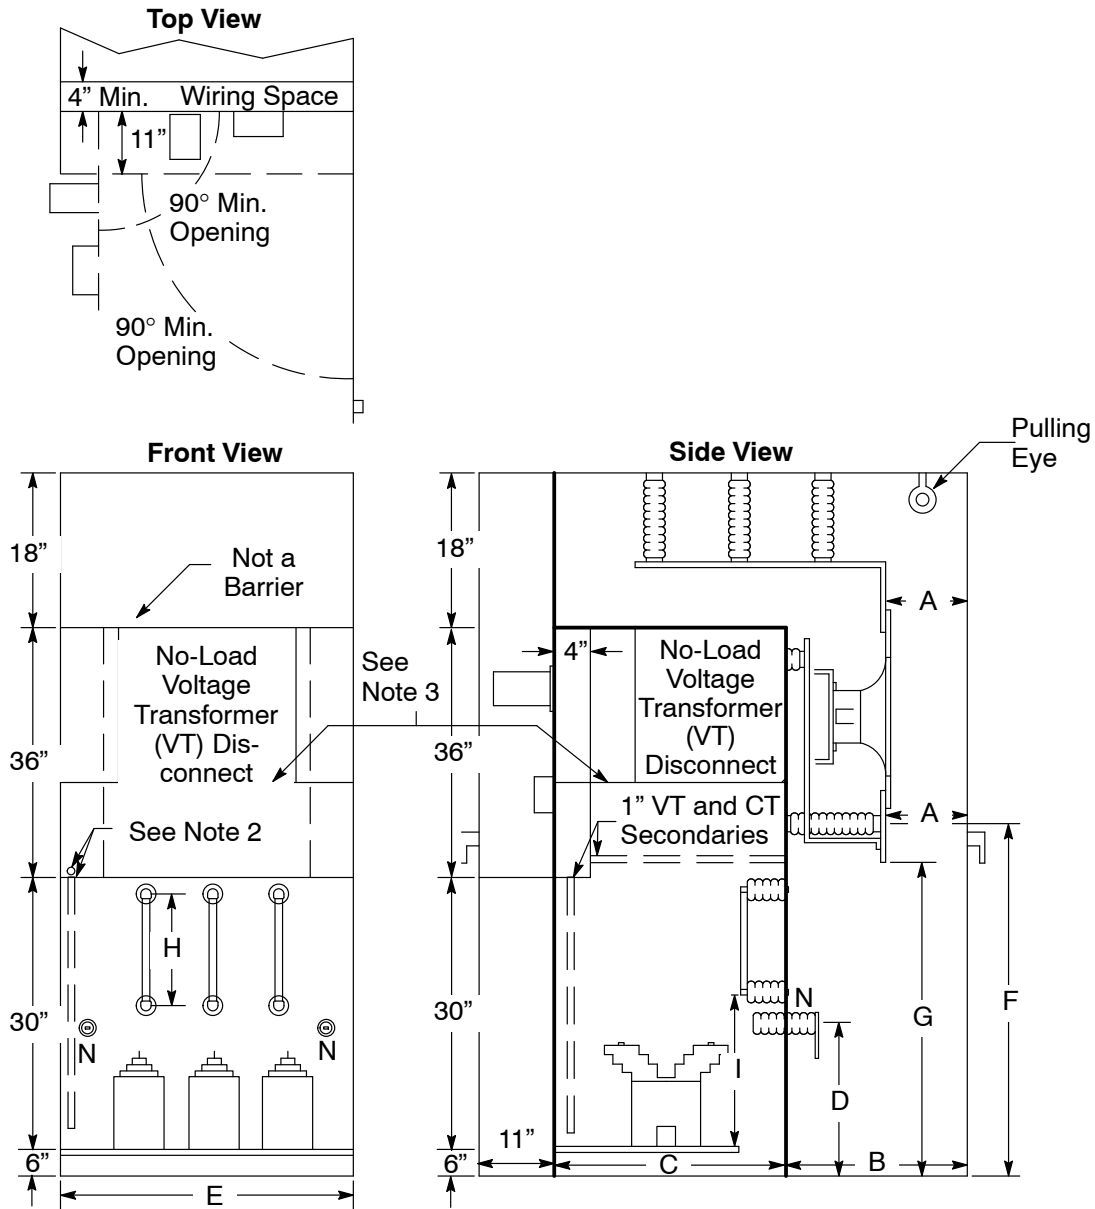 Top View
4” Min.
Wiring Space
11”
90° Min.
Opening
90° Min.
Opening
Front View
18”
Not a
Barrier
36”
No-Load
Voltage
Transformer
(VT) Dis-
connect
See
Note 3
See Note 2
30”
H
N
N
6”
E
Side View
Pulling
Eye
18”
A
4”
No-Load
Voltage
Transformer
(VT)
Disconnect
36”
1” VT and CT
Secondaries
A
30”
N
I
D
G
F
11”
6”
C
B